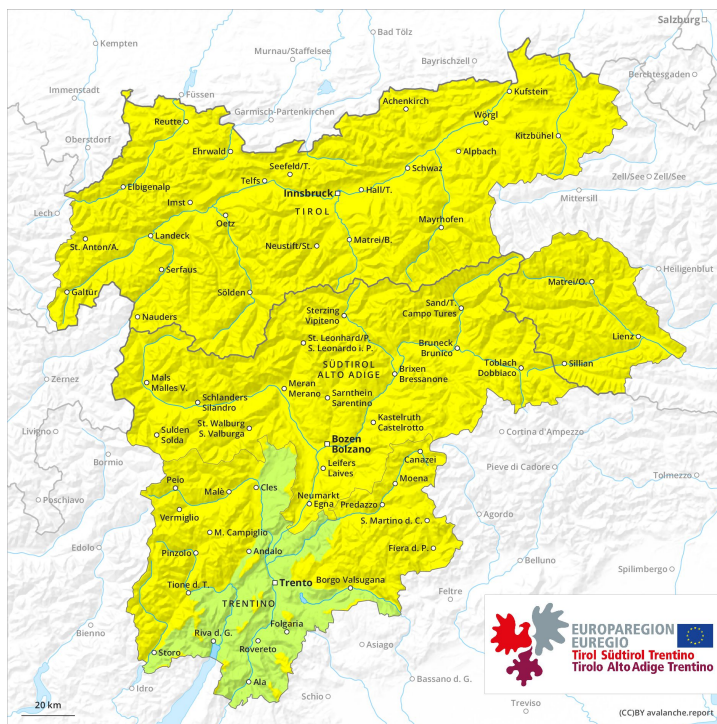 Salzburg
Kempten
Bad Tölz
Murnau/Staffelsee
Bayrischzell
Berchtesgaden
Immenstadt
Füssen
Garmisch-Partenkirchen
Achenkirch
Kufstein
Reutte
Wörgl
Kitzbühel
Oberstdorf
Ehrwald
Seefeld/T.
Alpbach
Schwaz
Zell/See
Zell/See
Telfs
Elbigenalp
Innsbruck
Hall/T.
Mittersill
Imst
TIROL
Lech
Oetz
Mayrhofen
St. Anton/A.
Landeck
Neustift/St.
Matrei/B.
Serfaus
Heiligenblut
Galtür
Sölden
Matrei/O.
Nauders
Sterzing
Vipiteno
Sand/T.
Campo Tures
Lienz
St. Leonhard/P.
S. Leonardo i. P.
Bruneck
Brunico
SÜDTIROL
ALTO ADIGE
Toblach
Dobbiaco
Sillian
Zernez
Mals
Malles V.
Meran
Merano
Brixen
Bressanone
Schlanders
Silandro
Sarnthein
Sarentino
St. Walburg
S. Valburga
Kastelruth
Castelrotto
Livigno
Sulden
Solda
Bozen
Bolzano
Cortina d'Ampezzo
Bormio
Canazei
Leifers
Laives
Pieve di Cadore
Tolmezzo
Poschiavo
Peio
Malè
Cles
Moena
Neumarkt
Egna
Predazzo
Vermiglio
Agordo
S. Martino d. C.
M. Campiglio
Edolo
Pinzolo
Andalo
Fiera d. P.
Belluno
Spilimbergo
Trento
Borgo Valsugana
Tione d. T.
Feltre
TRENTINO
Folgaria
Bienno
Riva d. G.
Storo
Rovereto
Asiago
Bassano d. G.
Ala
Idro
Schio
Treviso
EUROPAREGION
EUREGIO
Tirol Südtirol Trentino
Tirolo Alto Adige Trentino
20 km
(CC)BY avalanche.report